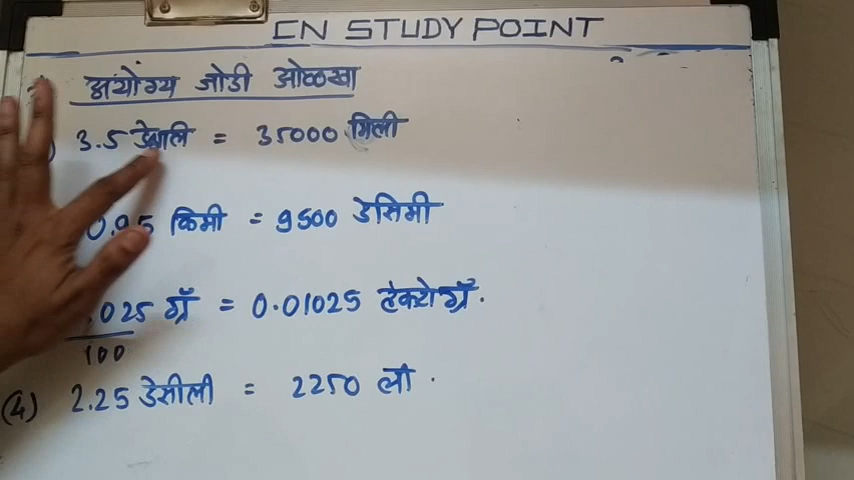 CN STUDY POINT
अयोग्य जोडी ओळखा
3.5 = 35000 मिली
0.95 किमी = 9500 डेसिमी
.025 ग्रॅ = 0.01025 हेक्टोग्रॅ.
100
(4) 2.25 डेसीली = 2250 ली .